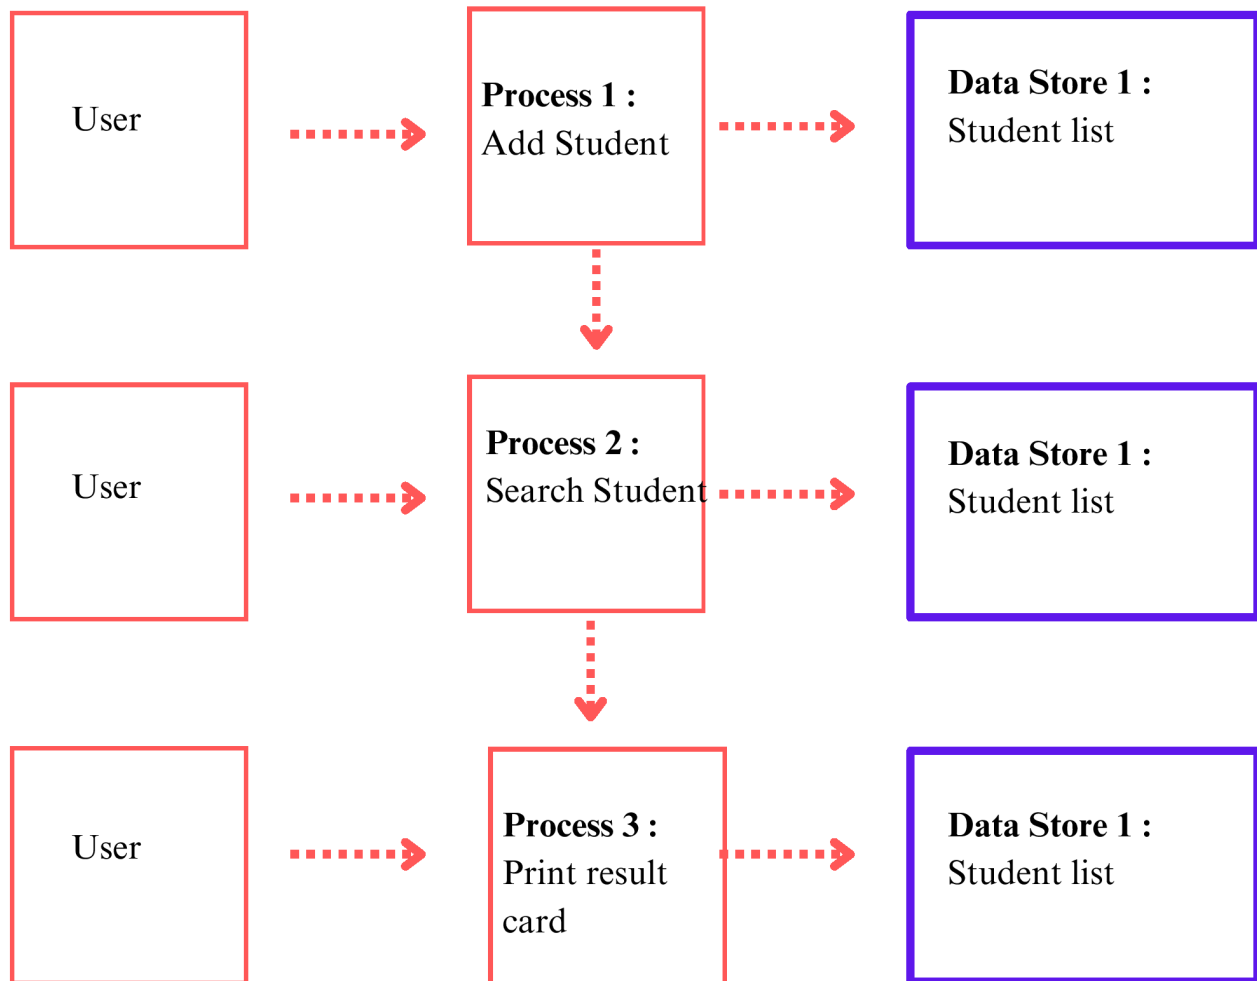 User
Process 1 :
Add Student
Data Store 1 :
Student list
User
Process 2 :
Search Student
Data Store 1 :
Student list
User
Process 3 :
Print result
card
Data Store 1 :
Student list